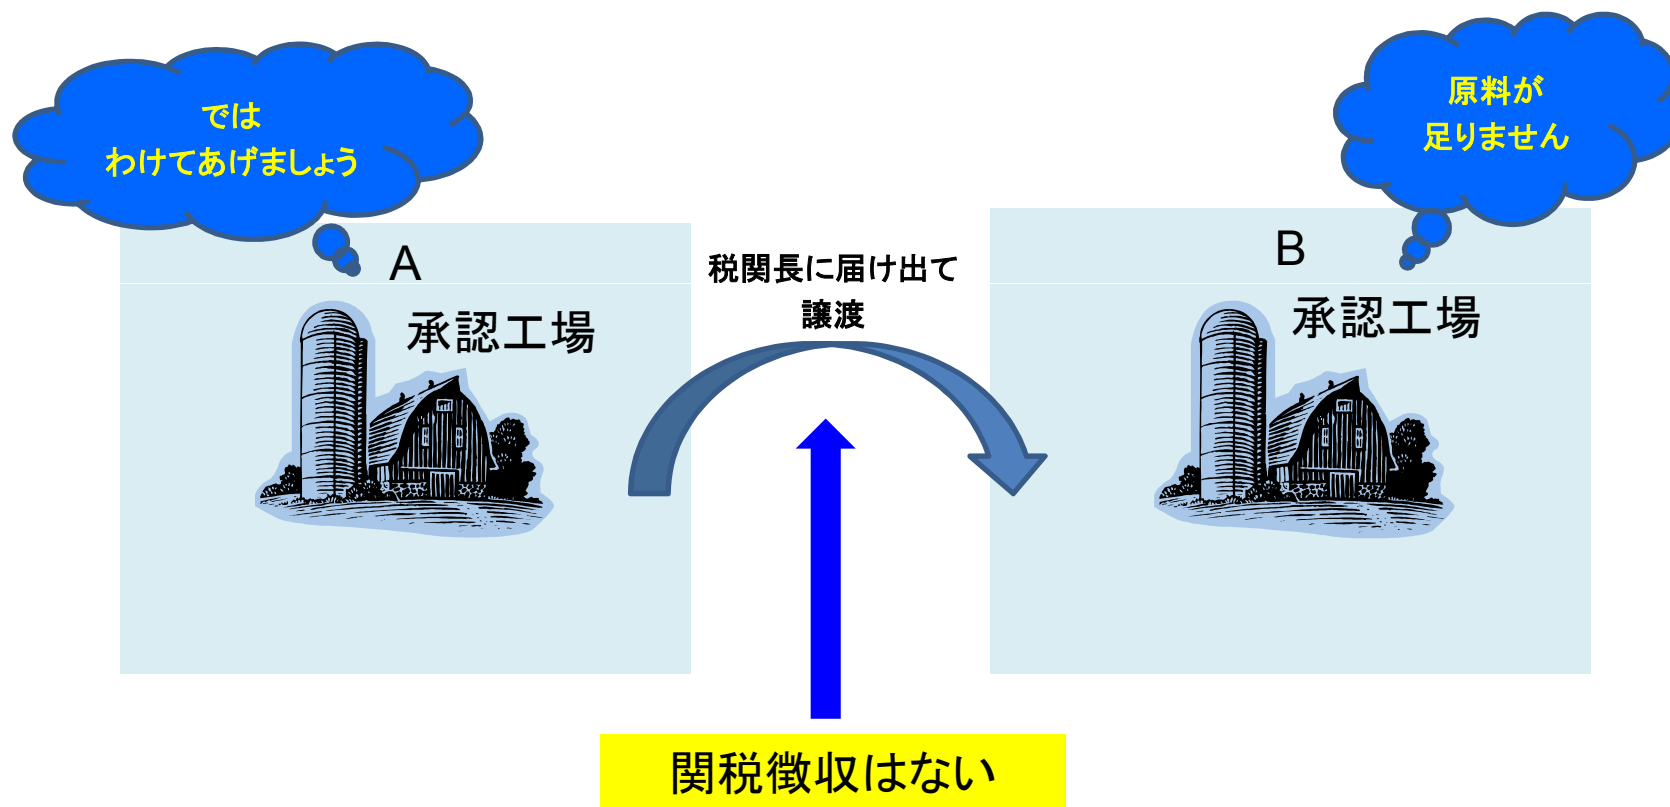 では
わけてあげましょう
原料が
足りません
A
承認工場
税関長に届け出て
譲渡
B
承認工場
関税徴収はない